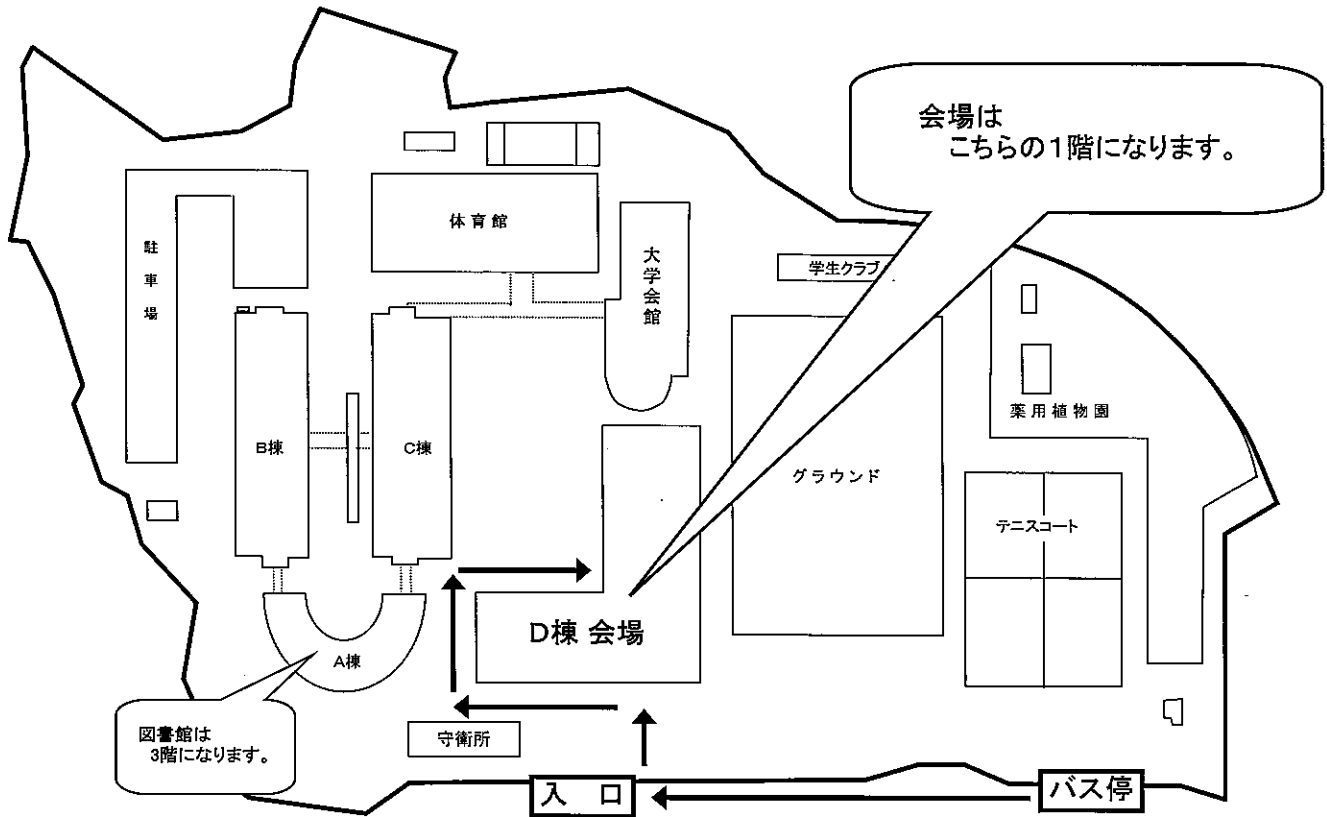 会場は
こちらの１階になります。
体育館
駐車場
大学会館
学生クラブ
薬用植物園
B棟
C棟
グラウンド
テニスコート
D棟 会場
A棟
図書館は
3階になります。
守衛所
入 口
バス停